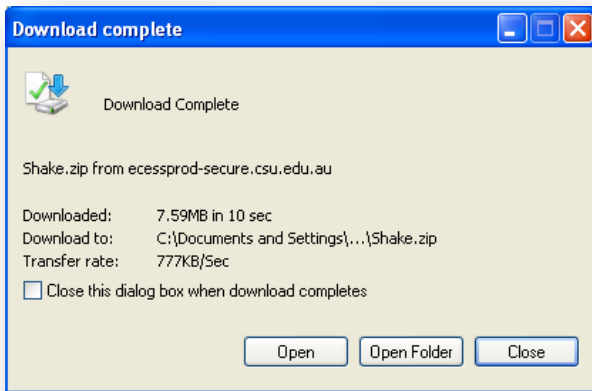 Download complete
Download Complete
Shake.zip from ecessprod-secure.csu.edu.au
Downloaded: 7.59MB in 10 sec
Download to: C:\Documents and Settings\...\Shake.zip
Transfer rate: 777KB/Sec
Close this dialog box when download completes
Open Open Folder Close